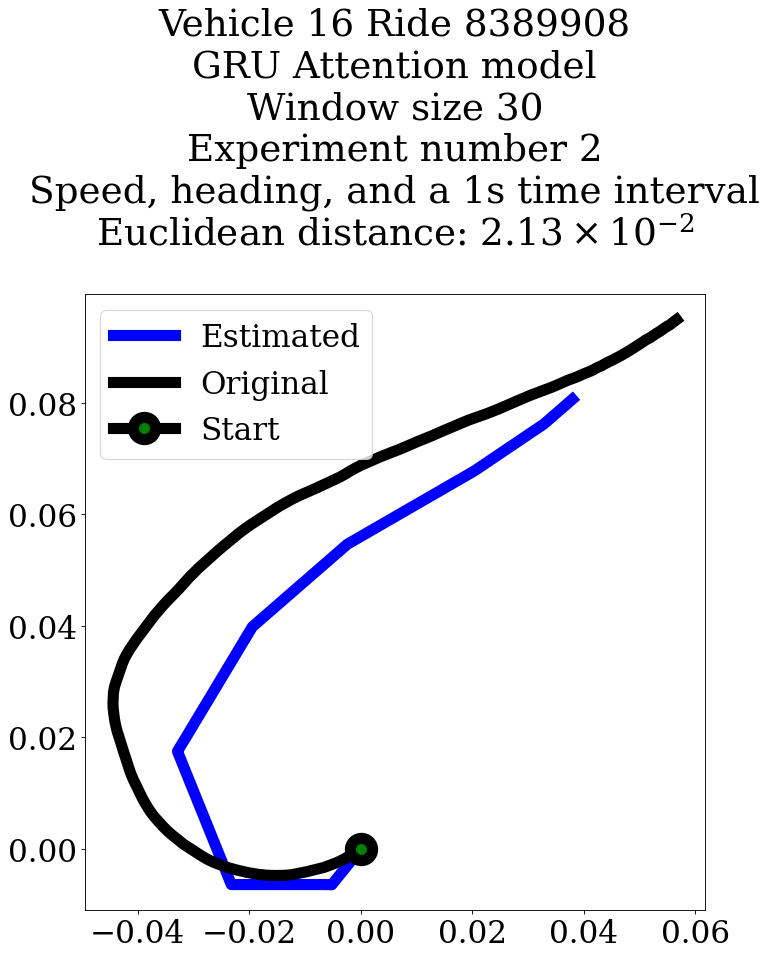 Vehicle 16 Ride 8389908
GRU Attention model
Window size 30
Experiment number 2
Speed, heading, and a 1s time interval
Euclidean distance: 2.13 × 10⁻²
Estimated
Original
Start
0.08
0.06
0.04
0.02
0.00
−0.04 −0.02 0.00 0.02 0.04 0.06